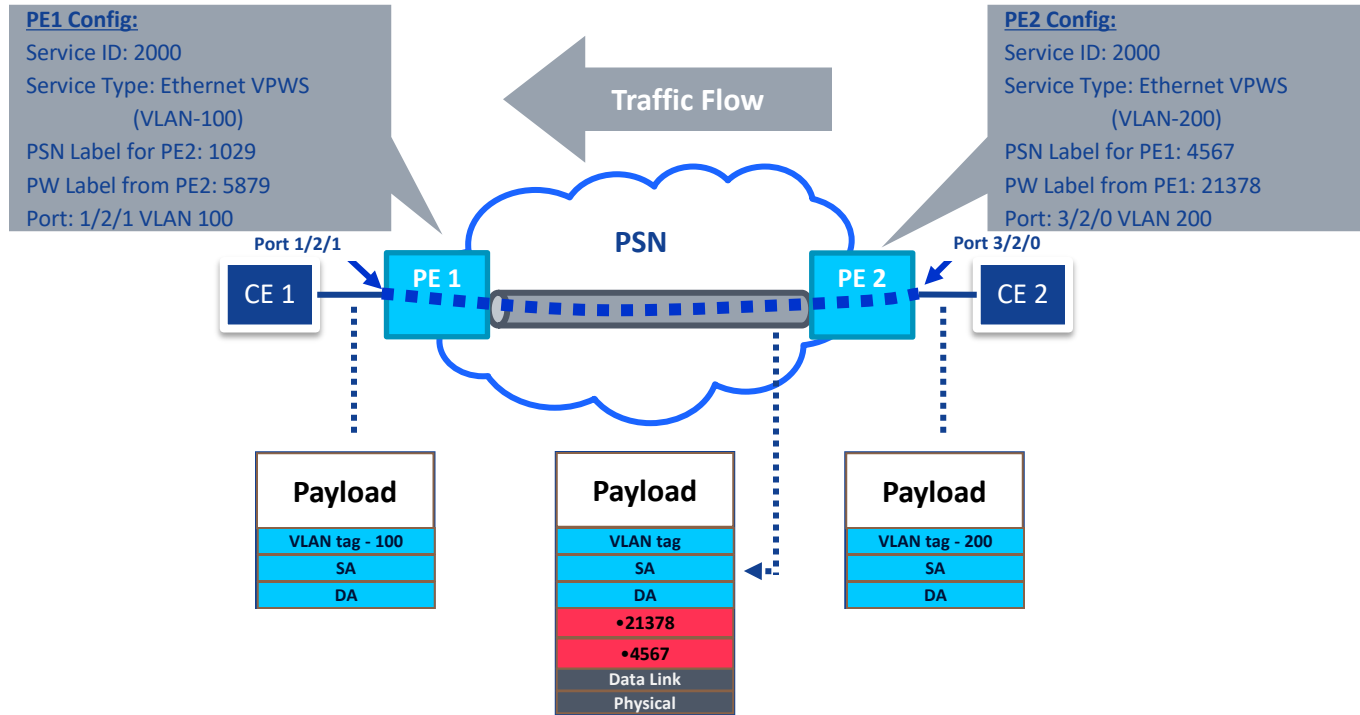 PE1 Config:
Service ID: 2000
Service Type: Ethernet VPWS
(VLAN-100)
PSN Label for PE2: 1029
PW Label from PE2: 5879
Port: 1/2/1 VLAN 100
Traffic Flow
PE2 Config:
Service ID: 2000
Service Type: Ethernet VPWS
(VLAN-200)
PSN Label for PE1: 4567
PW Label from PE1: 21378
Port: 3/2/0 VLAN 200
Port 1/2/1
PSN
Port 3/2/0
CE 1
PE 1
PE 2
CE 2
Payload
VLAN tag - 100
SA
DA
Payload
VLAN tag
SA
DA
•21378
•4567
Data Link
Physical
Payload
VLAN tag - 200
SA
DA